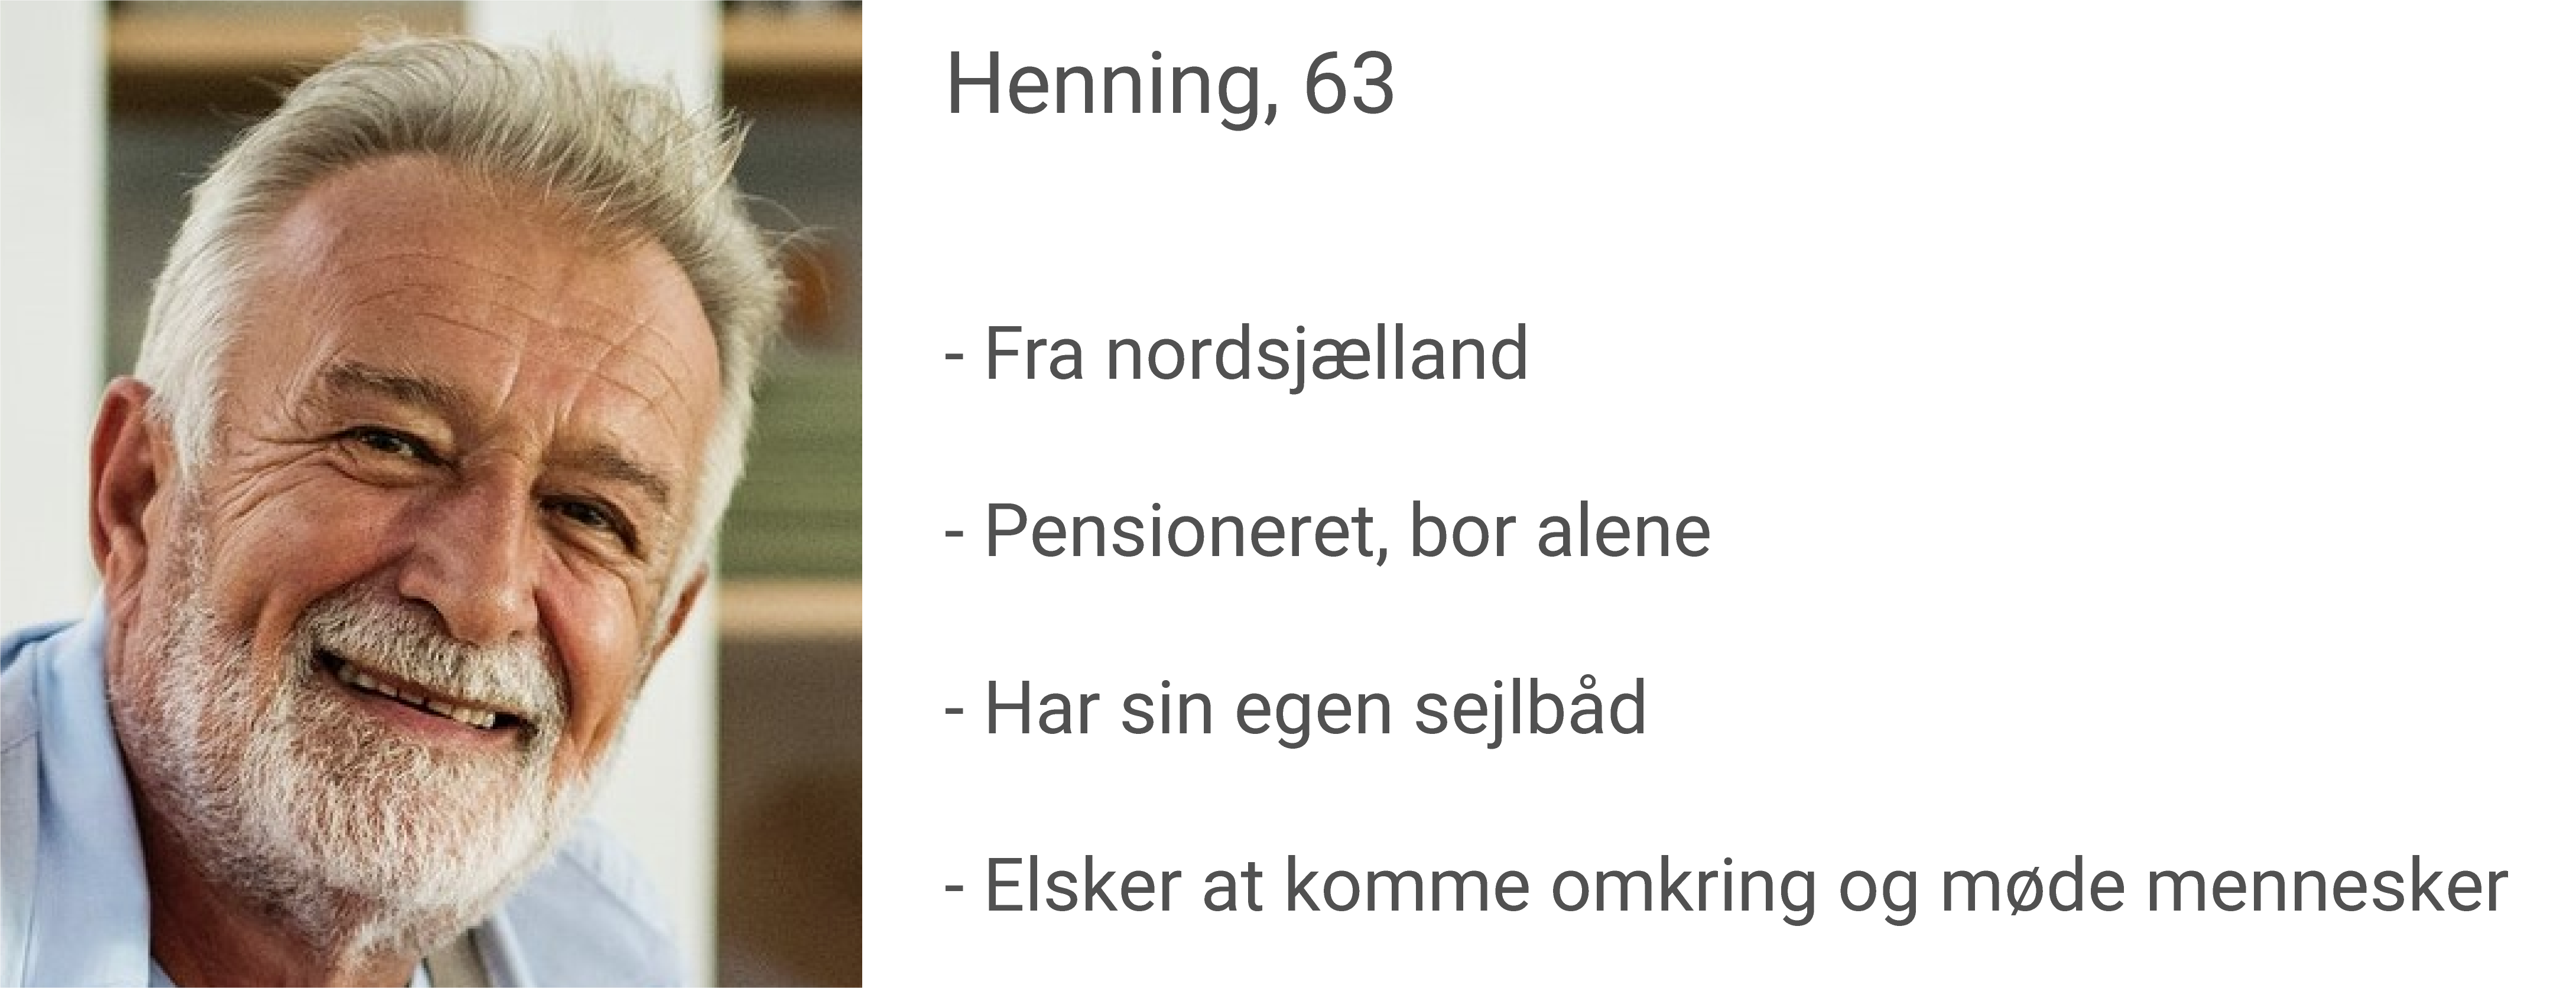 Henning, 63
- Fra nordsjælland
- Pensioneret, bor alene
- Har sin egen sejlbåd
- Elsker at komme omkring og møde mennesker